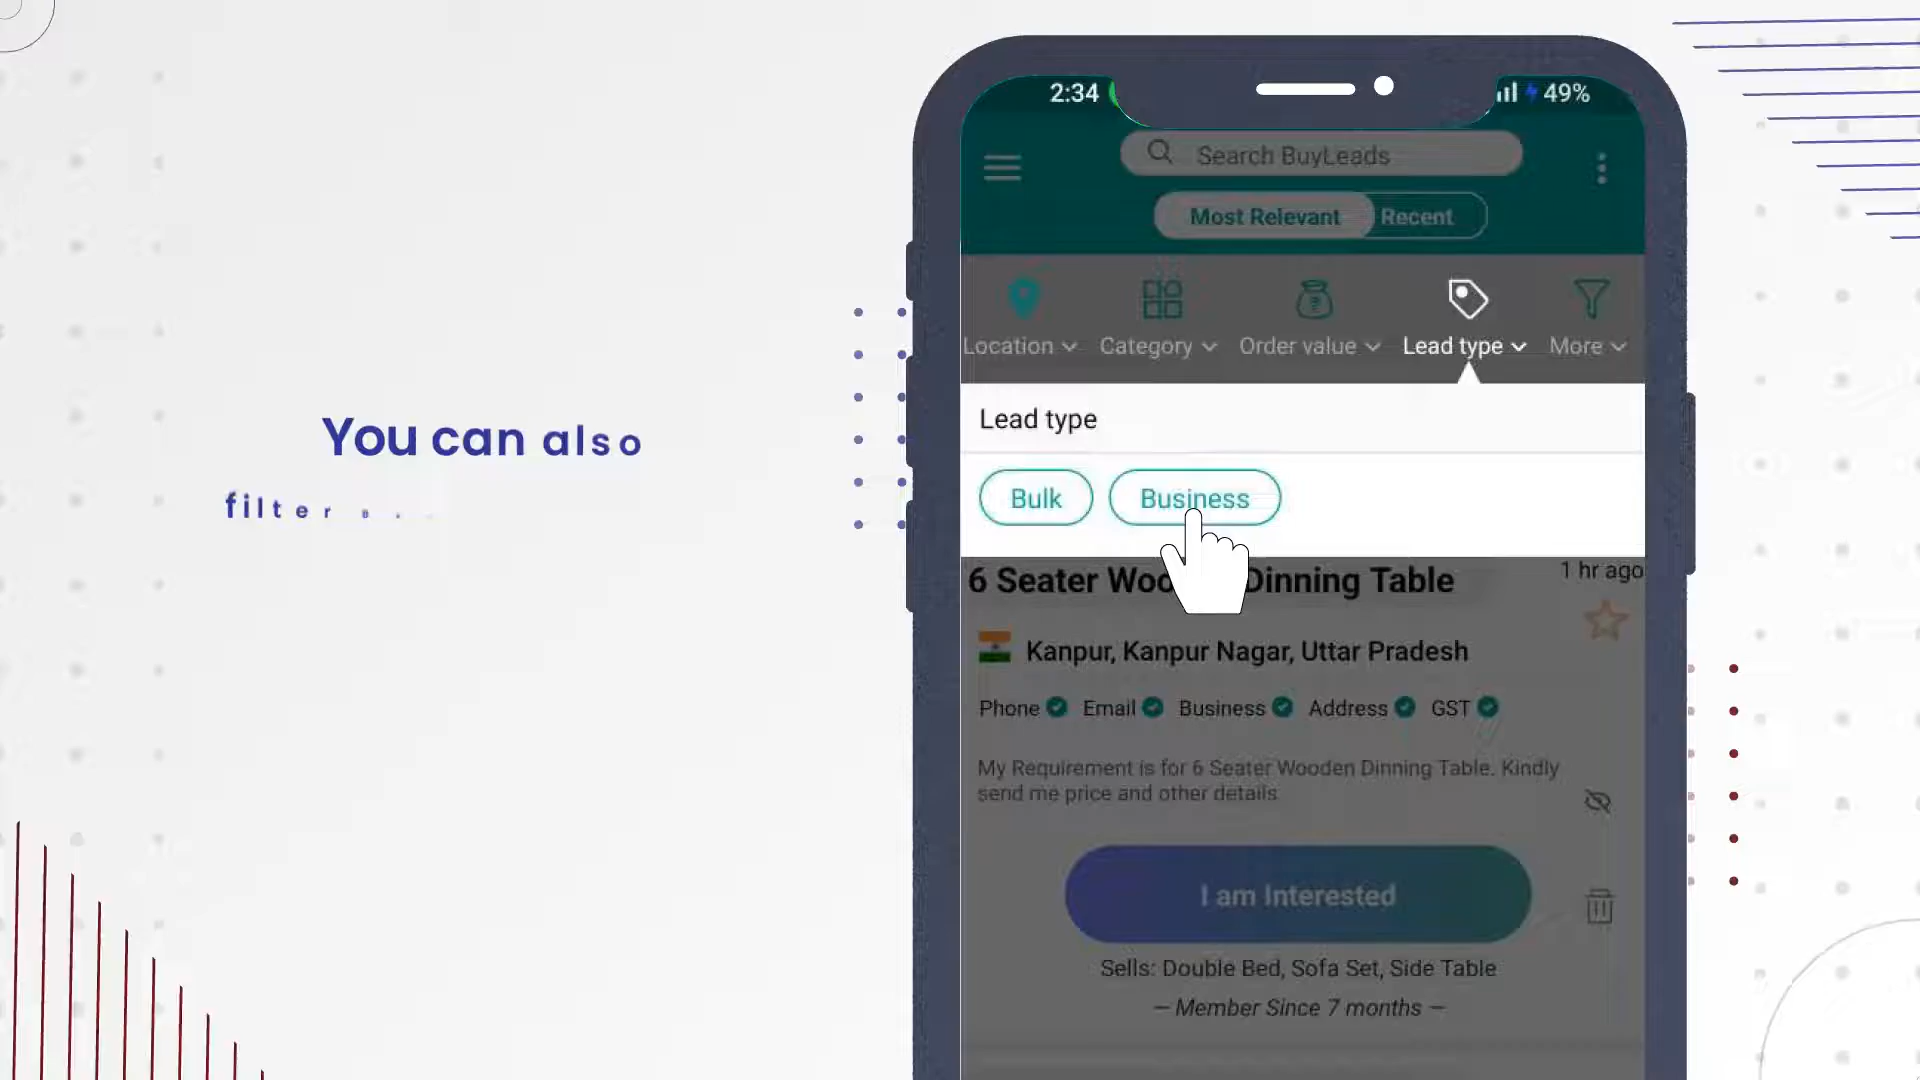 You can also
filter
2:34
49%
Search BuyLeads
Most Relevant Recent
Location Category Order value Lead type More
Lead type
Bulk Business
6 Seater Dinning Table
1 hr ago
Kanpur, Kanpur Nagar, Uttar Pradesh
Phone Email Business Address GST
My Requirement is for 6 Seater Wooden Dinning Table. Kindly
send me price and other details
I am Interested
Sells: Double Bed, Sofa Set, Side Table
— Member Since 7 months —